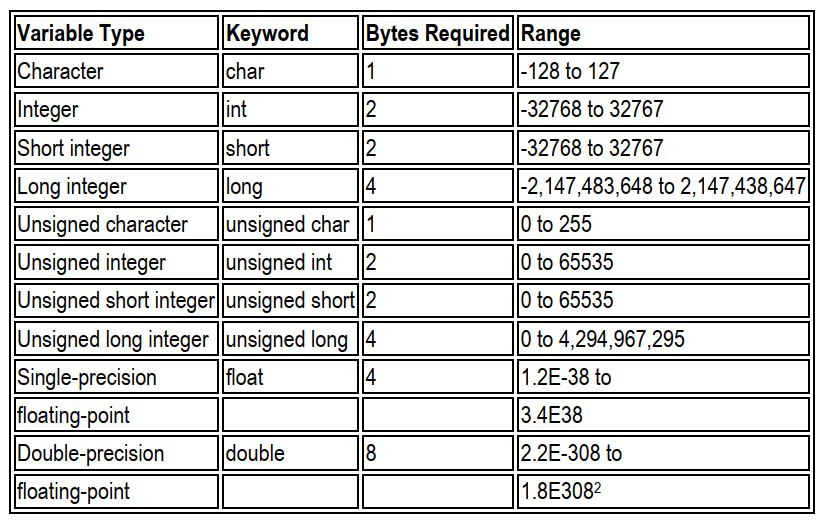 Variable Type Keyword Bytes Required Range
Character char 1 -128 to 127
Integer int 2 -32768 to 32767
Short integer short 2 -32768 to 32767
Long integer long 4 -2,147,483,648 to 2,147,438,647
Unsigned character unsigned char 1 0 to 255
Unsigned integer unsigned int 2 0 to 65535
Unsigned short integer unsigned short 2 0 to 65535
Unsigned long integer unsigned long 4 0 to 4,294,967,295
Single-precision float 4 1.2E-38 to
floating-point 3.4E38
Double-precision double 8 2.2E-308 to
floating-point 1.8E308²